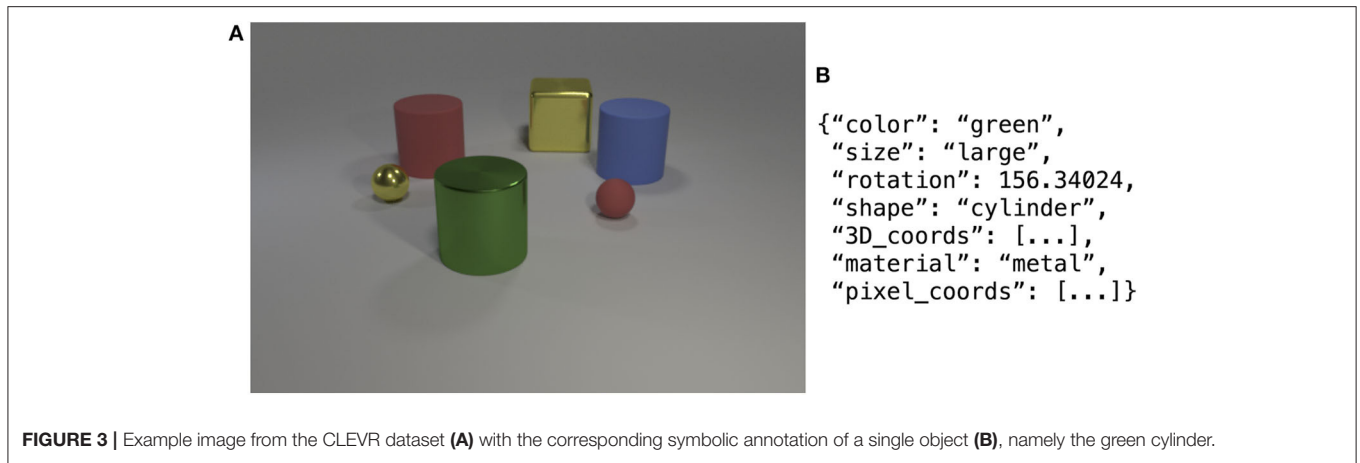 A
B
{“color”: “green”,
“size”: “large”,
“rotation”: 156.34024,
“shape”: “cylinder”,
“3D_coords”: [...],
“material”: “metal”,
“pixel_coords”: [...]}
FIGURE 3 | Example image from the CLEVR dataset (A) with the corresponding symbolic annotation of a single object (B), namely the green cylinder.